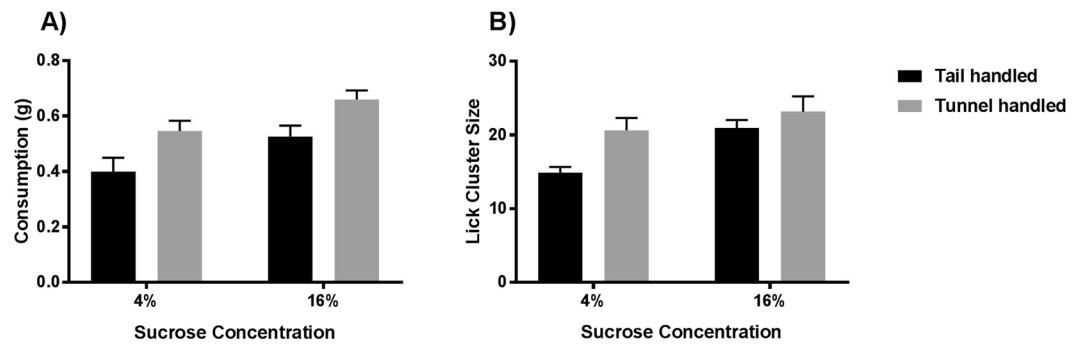 A)
Consumption (g)
0.8
0.6
0.4
0.2
0.0
4%
16%
Sucrose Concentration
B)
Lick Cluster Size
30
20
10
0
4%
16%
Sucrose Concentration
Tail handled
Tunnel handled